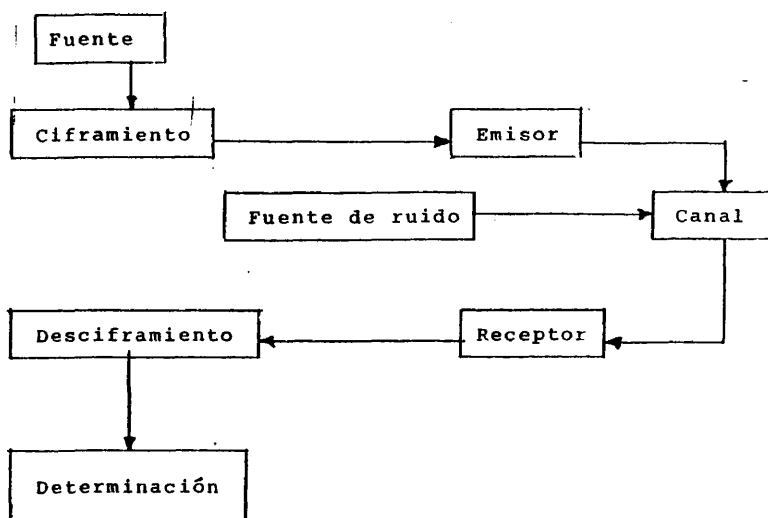 Fuente
Ciframiento
Emisor
Fuente de ruido
Canal
Desciframiento
Receptor
Determinación